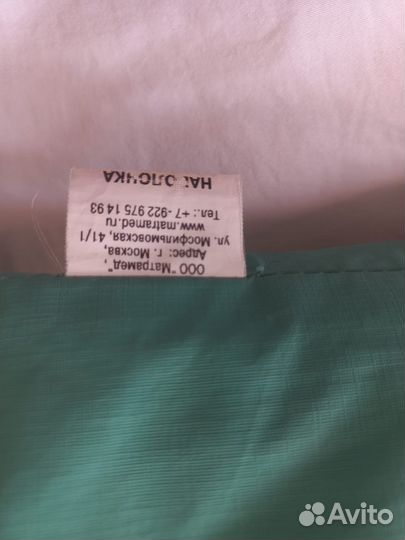 ООО "Матрамед",
Адрес: г. Москва,
ул. Мосфильмовская, 41/1
www.matramed.ru
Тел.: +7 -922 975 14 93
НАВОЛОЧКА
Avito